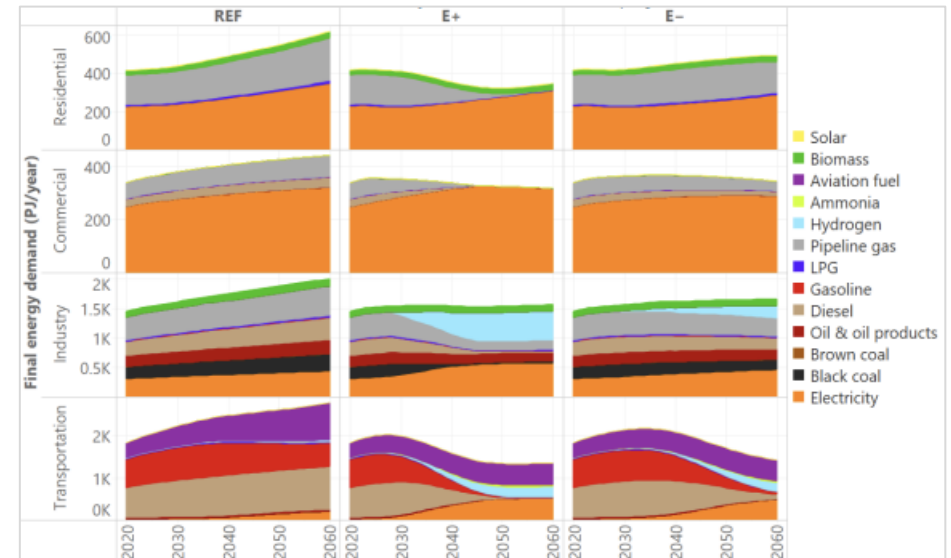 REF E+ E−
Final energy demand (PJ/year)
Residential
600
400
200
0
Commercial
400
200
0
Industry
2K
1.5K
1K
0.5K
Transportation
2K
1K
0K
2020 2030 2040 2050 2060 2020 2030 2040 2050 2060 2020 2030 2040 2050 2060
Solar
Biomass
Aviation fuel
Ammonia
Hydrogen
Pipeline gas
LPG
Gasoline
Diesel
Oil & oil products
Brown coal
Black coal
Electricity